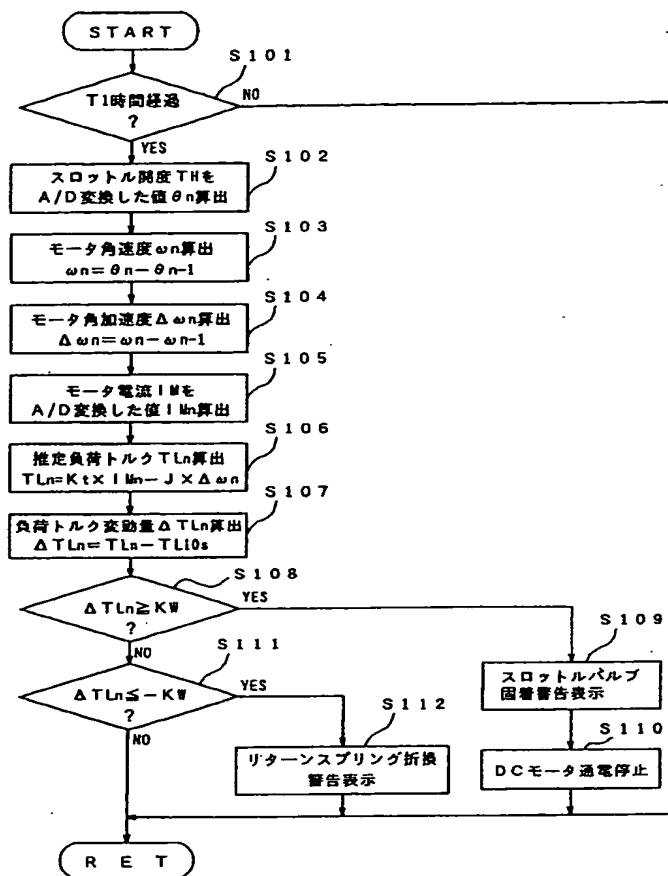 START
S101
T1時間経過
?
NO
YES
S102
スロットル開度THを
A/D変換した値θn算出
S103
モータ角速度ωn算出
ωn=θn-θn-1
S104
モータ角加速度Δωn算出
Δωn=ωn-ωn-1
S105
モータ電流IMを
A/D変換した値IMn算出
S106
推定負荷トルクTLn算出
TLn=Kt×IMn-J×Δωn
S107
負荷トルク変動量ΔTLn算出
ΔTLn=TLn-TLi0s
S108
ΔTLn≧KW
?
YES
NO
S109
スロットルバルブ
固着警告表示
S110
DCモータ通電停止
S111
ΔTLn≦-KW
?
YES
NO
S112
リターンスプリング折損
警告表示
RET